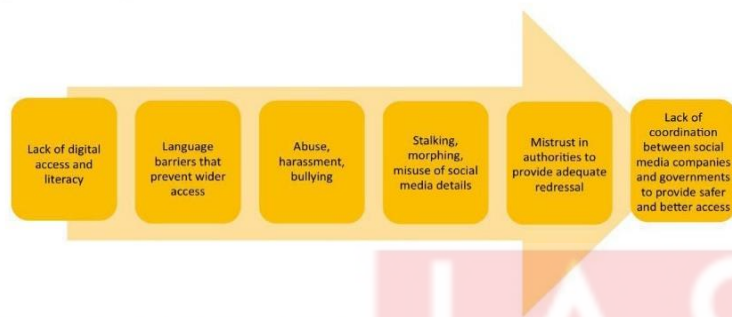 Lack of digital
access and
literacy
Language
barriers that
prevent wider
access
Abuse,
harassment,
bullying
Stalking,
morphing,
misuse of social
media details
Mistrust in
authorities to
provide adequate
redressal
Lack of
coordination
between social
media companies
and governments
to provide safer
and better access